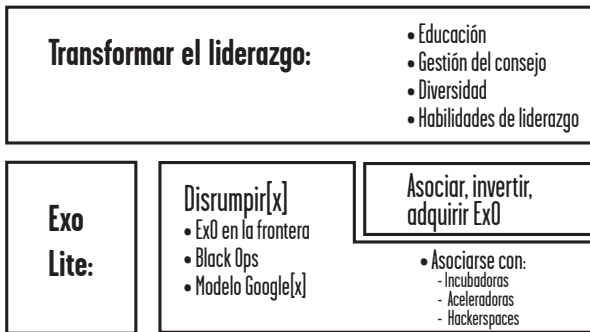 Transformar el liderazgo:
• Educación
• Gestión del consejo
• Diversidad
• Habilidades de liderazgo
Exo
Lite:
Disrumpir[x]
• ExO en la frontera
• Black Ops
• Modelo Google[x]
Asociar, invertir,
adquirir ExO
• Asociarse con:
- Incubadoras
- Aceleradoras
- Hackerspaces